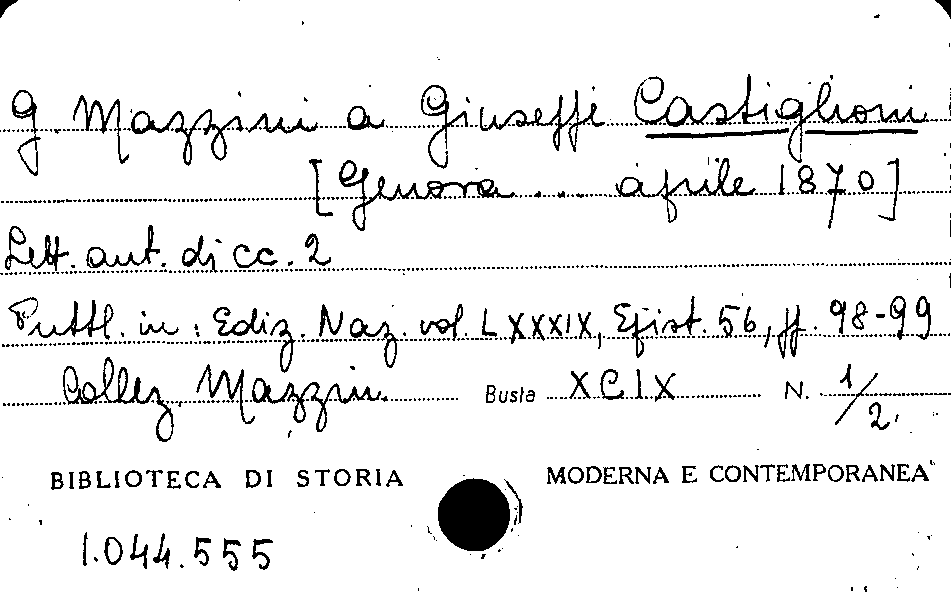 G. Mazzini a Giuseppe Castiglioni
[Genova ... aprile 1870]
Lett. aut. di cc. 2
Pubbl. in: Ediz. Naz. vol. LXXXIX, Epist. 56, pp. 98-99
Collez. Mazzin. Busta XCIX N. 1/2.
BIBLIOTECA DI STORIA MODERNA E CONTEMPORANEA
1.044.555